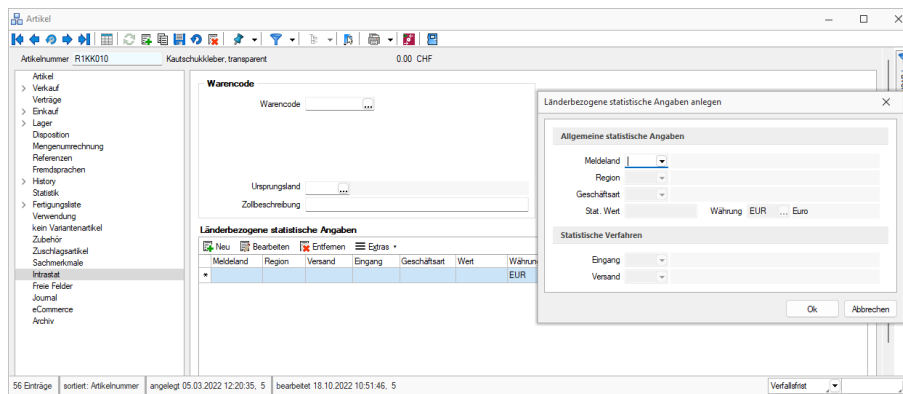 Artikel
Artikelnummer R1KK010 Kautschukkleber, transparent 0.00 CHF
Artikel
Verkauf
Verträge
Einkauf
Lager
Disposition
Mengenumrechnung
Referenzen
Fremdsprachen
History
Statistik
Fertigungsliste
Verwendung
kein Variantenartikel
Zubehör
Zuschlagsartikel
Sachmerkmale
Intrastat
Freie Felder
Journal
eCommerce
Archiv
Warencode
Warencode ...
Ursprungsland ...
Zollbeschreibung
Länderbezogene statistische Angaben
Neu Bearbeiten Entfernen Extras
Meldeland Region Versand Eingang Geschäftsart Wert Währun
* EUR
Länderbezogene statistische Angaben anlegen
Allgemeine statistische Angaben
Meldeland
Region
Geschäftsart
Stat. Wert Währung EUR ... Euro
Statistische Verfahren
Eingang
Versand
Ok Abbrechen
56 Einträge sortiert: Artikelnummer angelegt 05.03.2022 12:20:35, 5 bearbeitet 18.10.2022 10:51:46, 5 Verfallsfrist